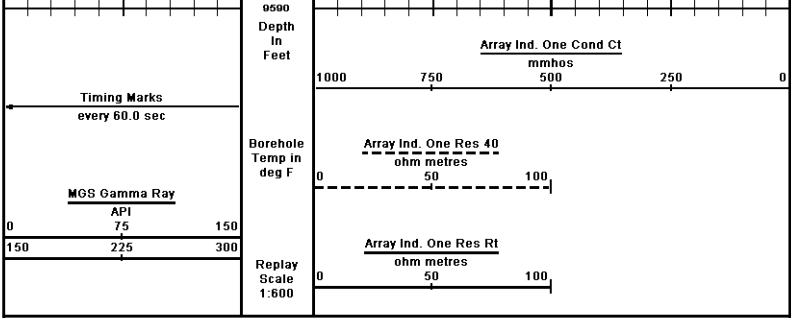 9590
Depth
In
Feet
Array Ind. One Cond Ct
mmhos
1000 750 500 250 0
Timing Marks
every 60.0 sec
Borehole
Temp in
deg F
Array Ind. One Res 40
ohm metres
0 50 100
MGS Gamma Ray
API
0 75 150
150 225 300
Array Ind. One Res Rt
ohm metres
0 50 100
Replay
Scale
1:600